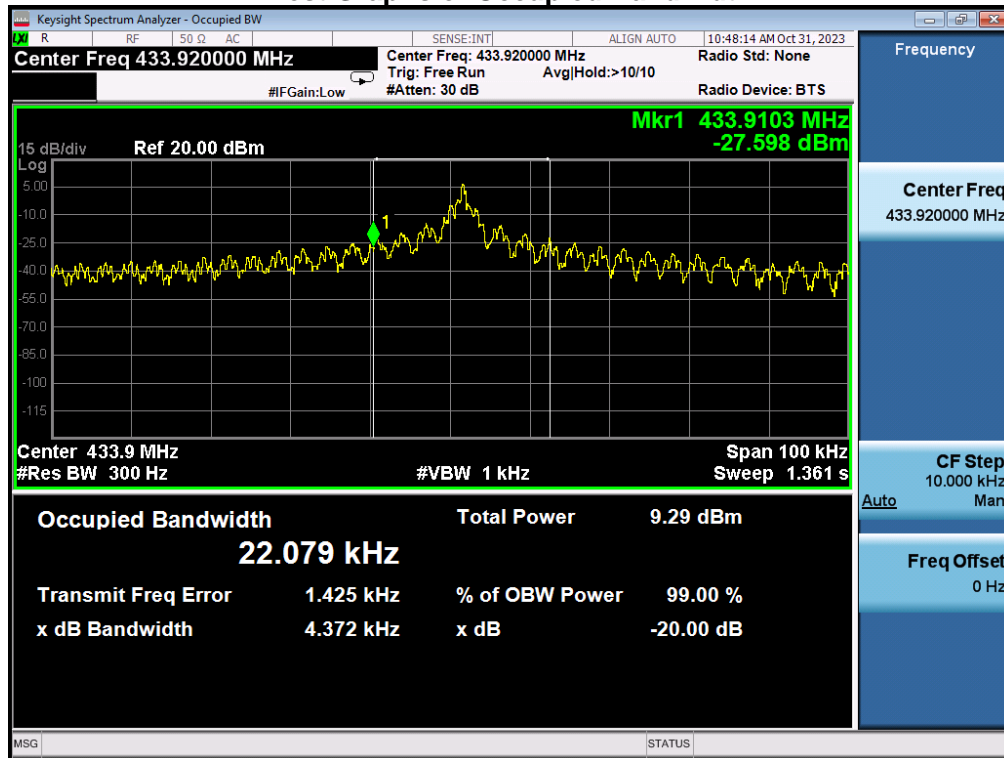 Keysight Spectrum Analyzer - Occupied BW
LXI R RF 50 Ω AC SENSE:INT ALIGN AUTO 10:48:14 AM Oct 31, 2023
Center Freq 433.920000 MHz
Center Freq: 433.920000 MHz
Radio Std: None
Trig: Free Run Avg|Hold:>10/10
#IFGain:Low
#Atten: 30 dB
Radio Device: BTS
Mkr1 433.9103 MHz
-27.598 dBm
15 dB/div Ref 20.00 dBm
Log
5.00
-10.0
1
-25.0
-40.0
-55.0
-70.0
-85.0
-100
-115
Center 433.9 MHz
Span 100 kHz
#Res BW 300 Hz
#VBW 1 kHz
Sweep 1.361 s
Occupied Bandwidth
Total Power 9.29 dBm
22.079 kHz
Transmit Freq Error 1.425 kHz
% of OBW Power 99.00 %
x dB Bandwidth 4.372 kHz
x dB -20.00 dB
MSG
STATUS
Frequency
Center Freq
433.920000 MHz
CF Step
10.000 kHz
Auto Man
Freq Offset
0 Hz